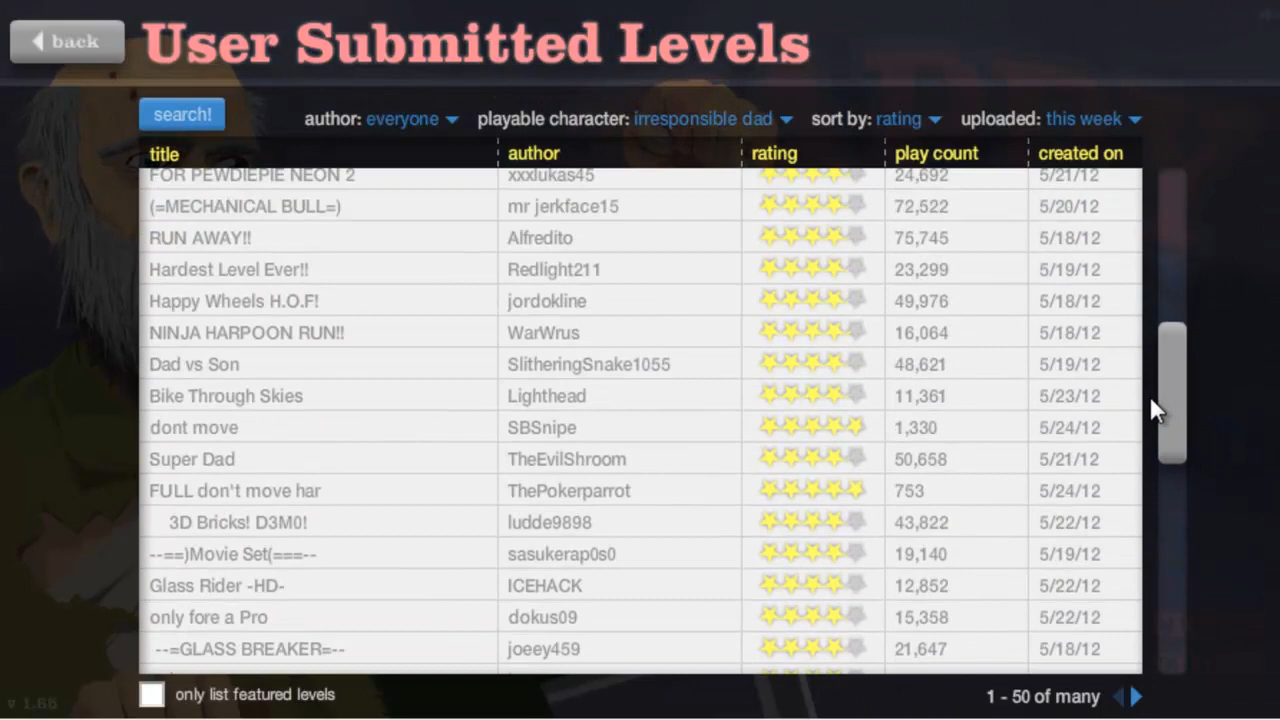 back
User Submitted Levels
search! author: everyone playable character: irresponsible dad sort by: rating uploaded: this week
title author rating play count created on
FOR PEWDIEPIE NEON 2 xxxlukas45 24,692 5/21/12
(=MECHANICAL BULL=) mr jerkface15 72,522 5/20/12
RUN AWAY!! Alfredito 75,745 5/18/12
Hardest Level Ever!! Redlight211 23,299 5/19/12
Happy Wheels H.O.F! jordokline 49,976 5/18/12
NINJA HARPOON RUN!! WarWrus 16,064 5/18/12
Dad vs Son SlitheringSnake1055 48,621 5/19/12
Bike Through Skies Lighthead 11,361 5/23/12
dont move SBSnipe 1,330 5/24/12
Super Dad TheEvilShroom 50,658 5/21/12
FULL don't move har ThePokerparrot 753 5/24/12
3D Bricks! D3M0! ludde9898 43,822 5/22/12
--==)Movie Set(===-- sasukerap0s0 19,140 5/19/12
Glass Rider -HD- ICEHACK 12,852 5/22/12
only fore a Pro dokus09 15,358 5/22/12
--=GLASS BREAKER=-- joeey459 21,647 5/18/12
only list featured levels 1 - 50 of many
v 1.65